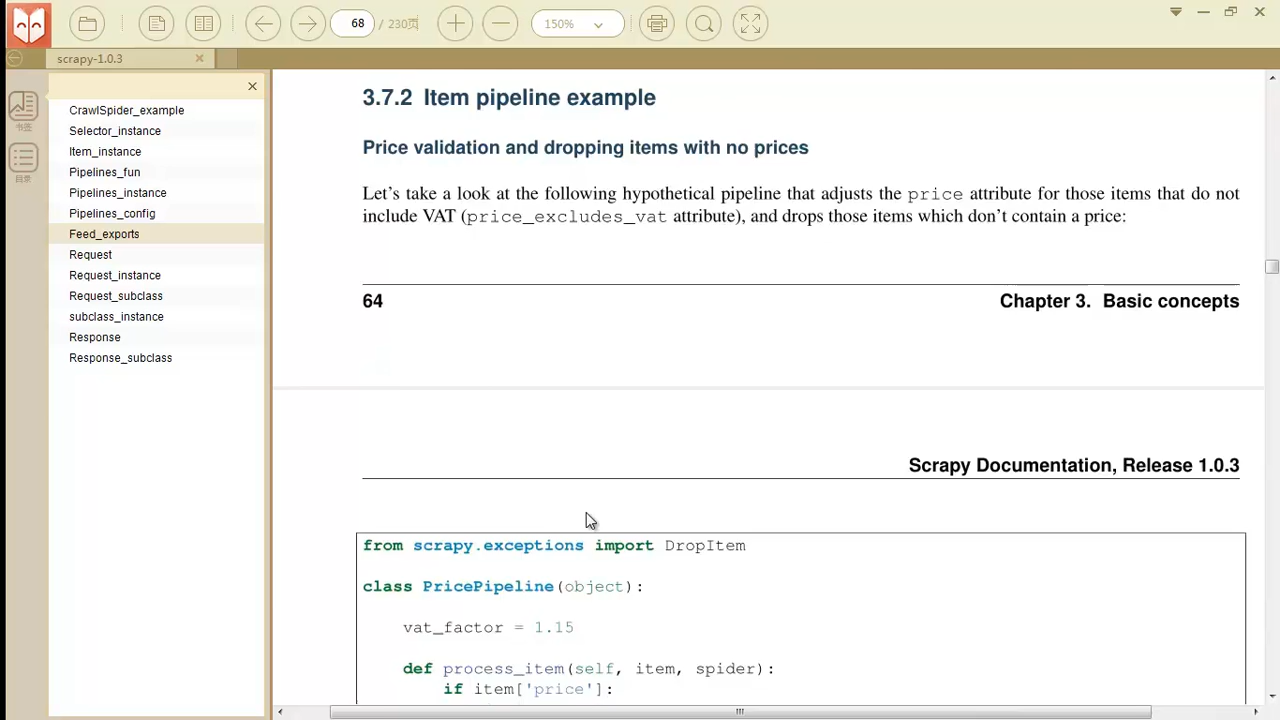 68 / 230页
150%
scrapy-1.0.3
书签
目录
CrawlSpider_example
Selector_instance
Item_instance
Pipelines_fun
Pipelines_instance
Pipelines_config
Feed_exports
Request
Request_instance
Request_subclass
subclass_instance
Response
Response_subclass
3.7.2 Item pipeline example
Price validation and dropping items with no prices
Let's take a look at the following hypothetical pipeline that adjusts the price attribute for those items that do not
include VAT (price_excludes_vat attribute), and drops those items which don't contain a price:
64 Chapter 3. Basic concepts
Scrapy Documentation, Release 1.0.3
from scrapy.exceptions import DropItem
class PricePipeline(object):
vat_factor = 1.15
def process_item(self, item, spider):
if item['price']: